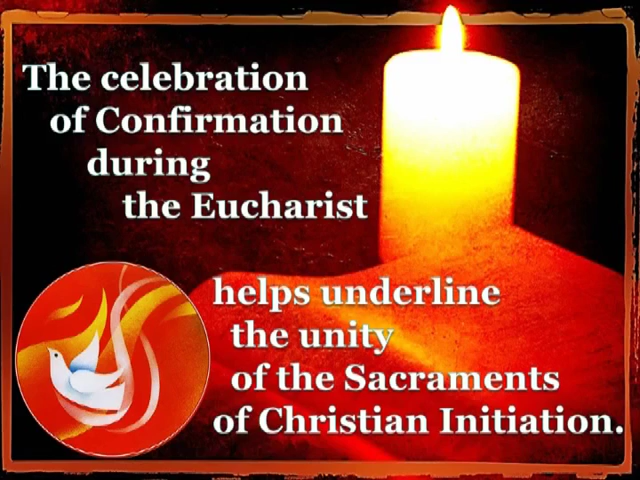 The celebration
of Confirmation
during
the Eucharist
helps underline
the unity
of the Sacraments
of Christian Initiation.